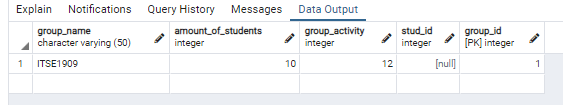 Explain Notifications Query History Messages Data Output
group_name amount_of_students group_activity stud_id group_id
character varying (50) integer integer integer [PK] integer
1 ITSE1909 10 12 [null] 1